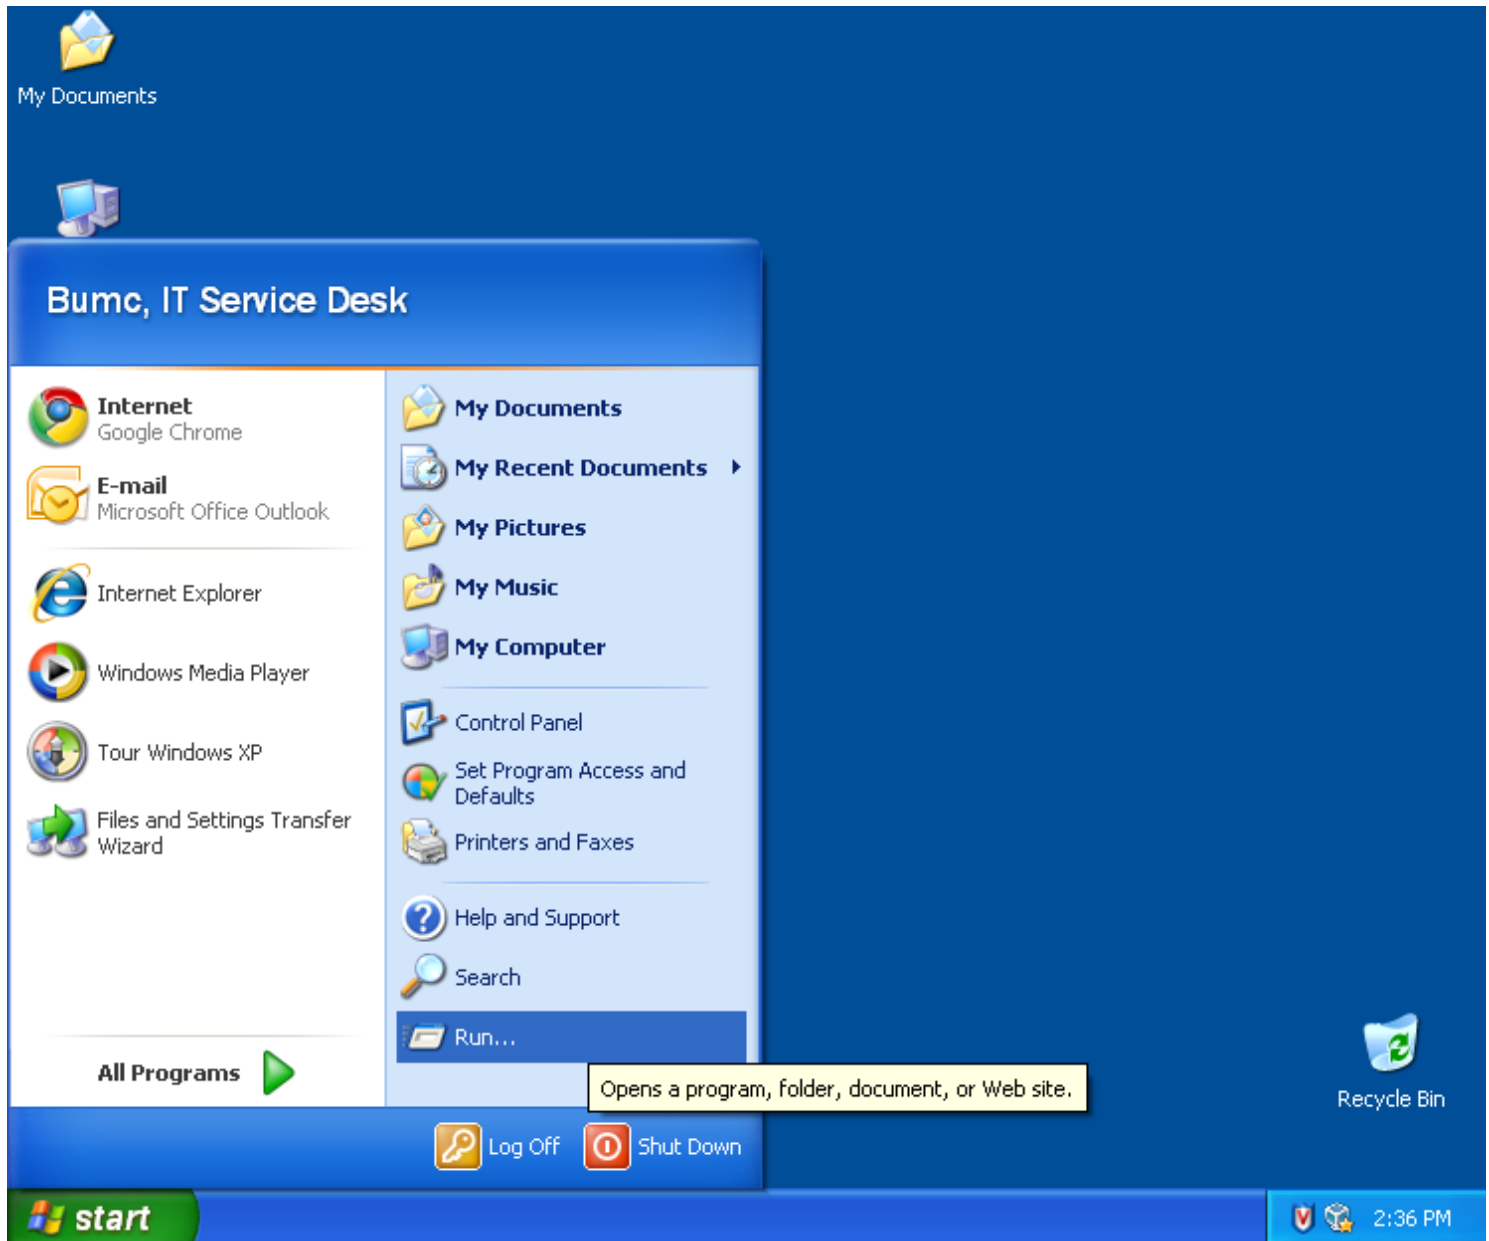 My Documents
Bumc, IT Service Desk
Internet
Google Chrome
E-mail
Microsoft Office Outlook
Internet Explorer
Windows Media Player
Tour Windows XP
Files and Settings Transfer
Wizard
All Programs
My Documents
My Recent Documents
My Pictures
My Music
My Computer
Control Panel
Set Program Access and
Defaults
Printers and Faxes
Help and Support
Search
Run...
Opens a program, folder, document, or Web site.
Recycle Bin
Log Off
Shut Down
start
2:36 PM